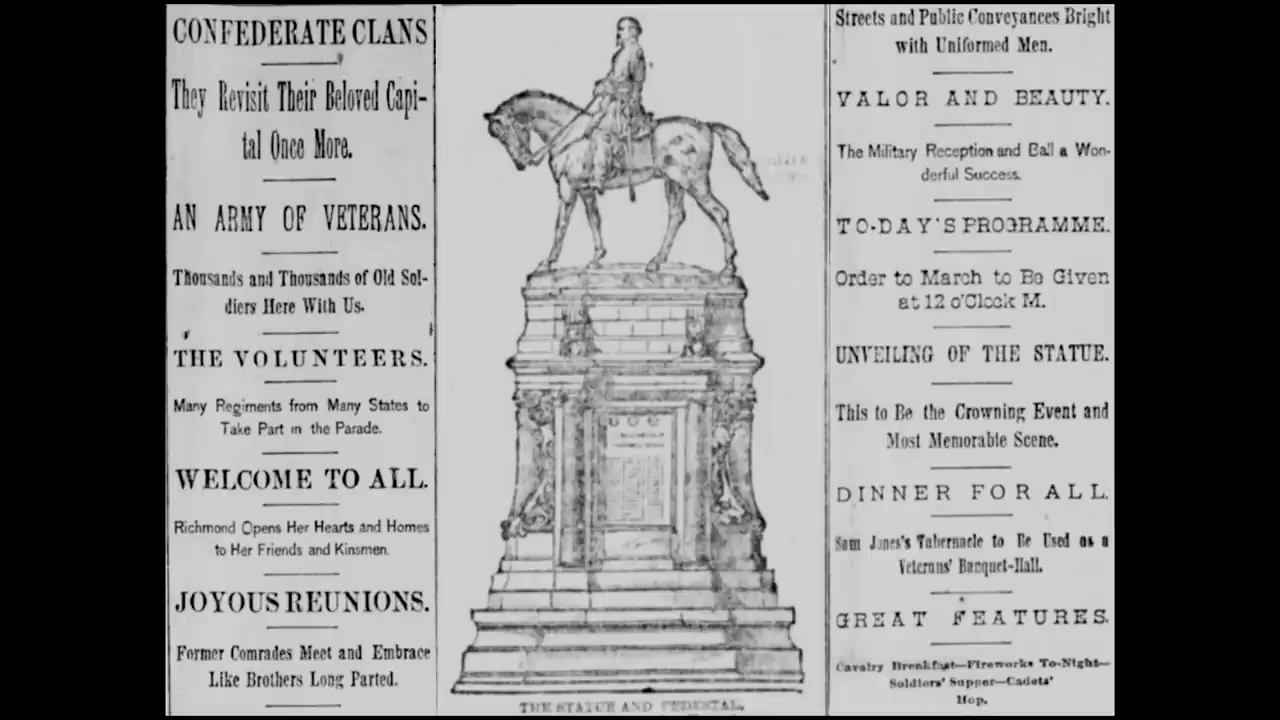 CONFEDERATE CLANS
They Revisit Their Beloved Capi-
tal Once More.
AN ARMY OF VETERANS.
Thousands and Thousands of Old Sol-
diers Here With Us.
THE VOLUNTEERS.
Many Regiments from Many States to
Take Part in the Parade.
WELCOME TO ALL.
Richmond Opens Her Hearts and Homes
to Her Friends and Kinsmen.
JOYOUS REUNIONS.
Former Comrades Meet and Embrace
Like Brothers Long Parted.
THE STATUE AND PEDESTAL.
Streets and Public Conveyances Bright
with Uniformed Men.
VALOR AND BEAUTY.
The Military Reception and Ball a Won-
derful Success.
TO-DAY'S PROGRAMME.
Order to March to Be Given
at 12 o'Clock M.
UNVEILING OF THE STATUE.
This to Be the Crowning Event and
Most Memorable Scene.
DINNER FOR ALL.
Sam Jones's Tabernacle to Be Used as a
Veterans' Banquet-Hall.
GREAT FEATURES.
Cavalry Breakfast—Fireworks To-Night—
Soldiers' Supper—Cadets'
Hop.